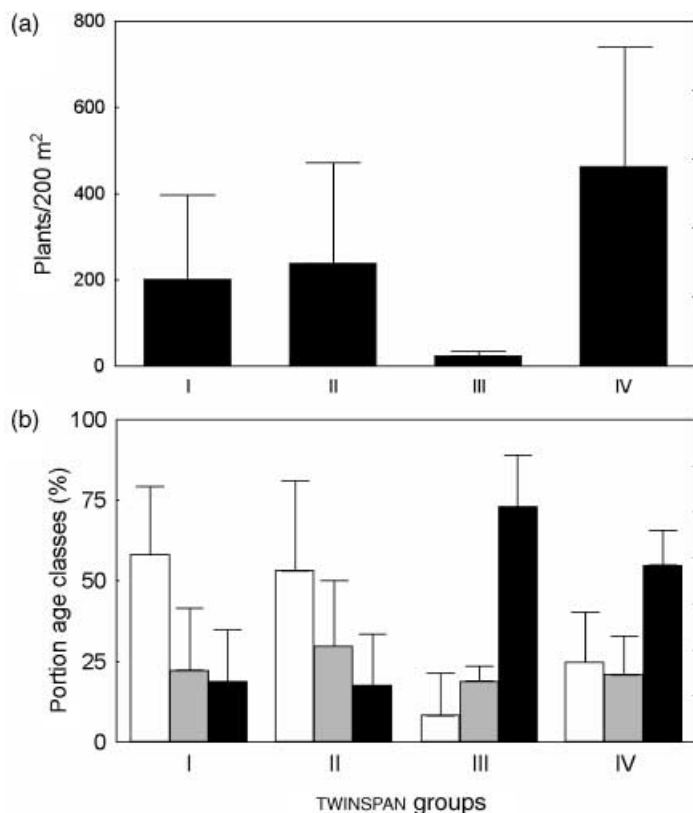 (a)
800
600
400
200
0
Plants/200 m²
I II III IV
(b)
100
75
50
25
0
Portion age classes (%)
I II III IV
TWINSPAN groups